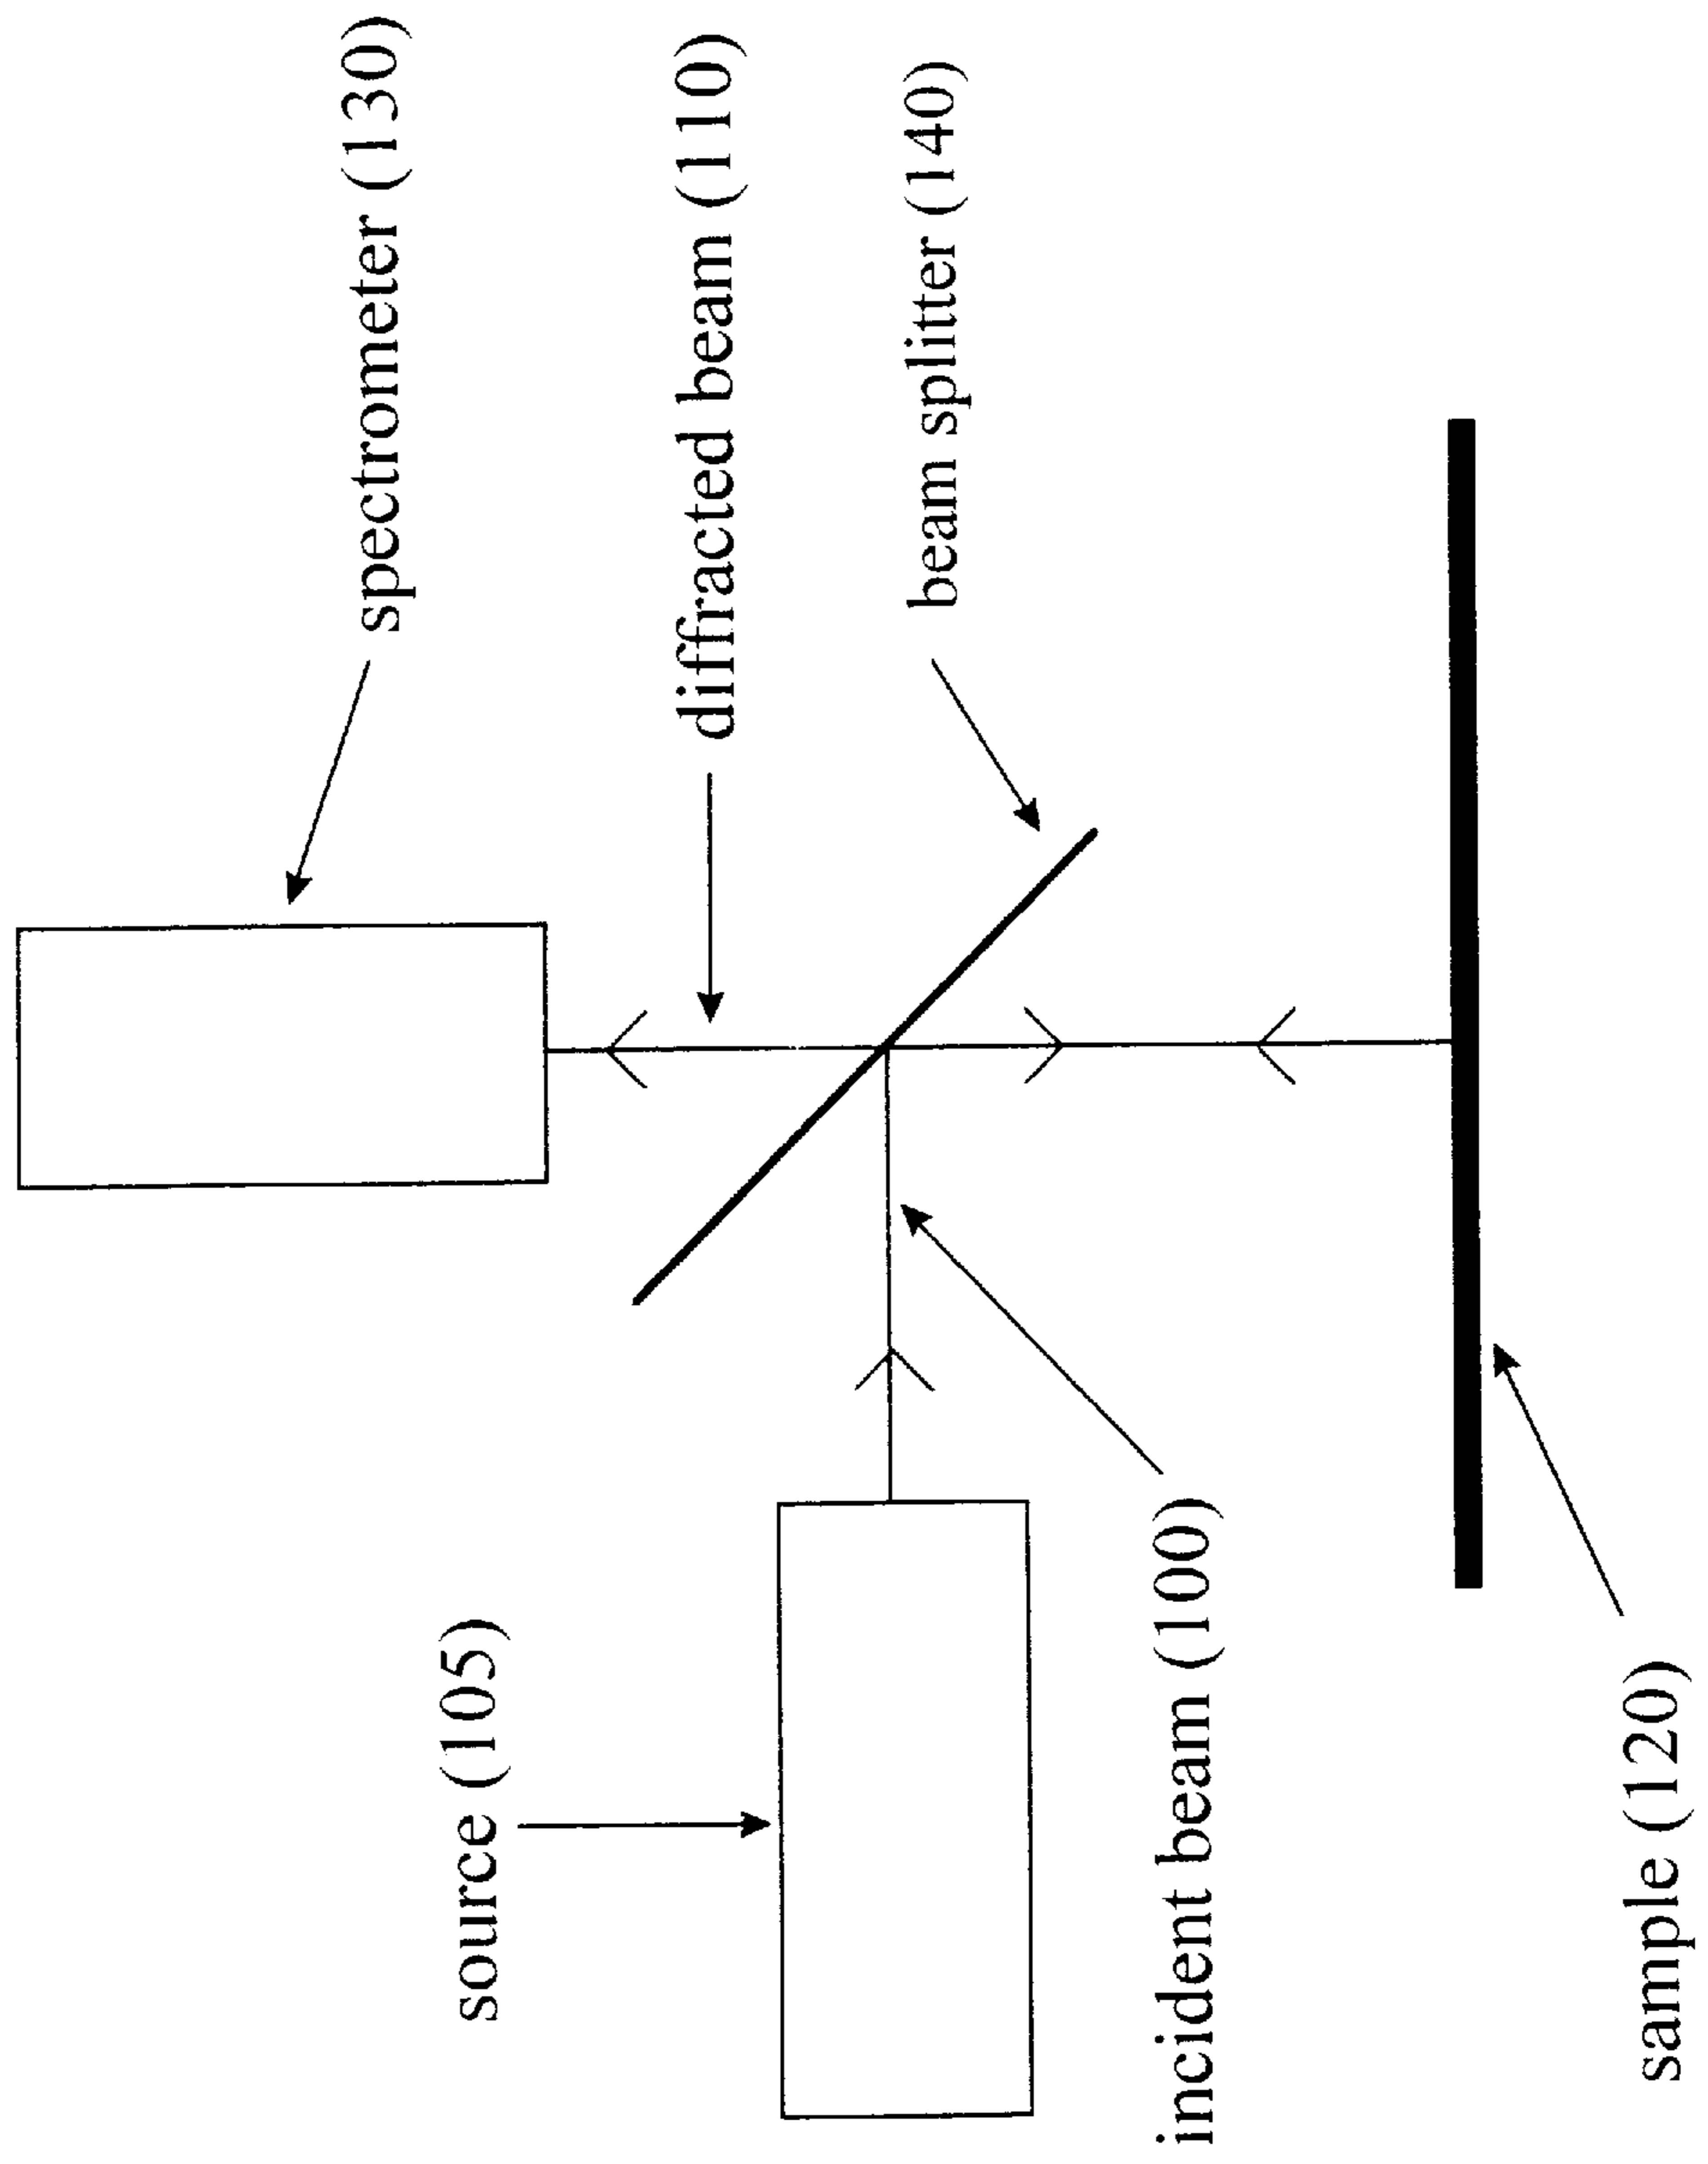 spectrometer (130)
diffracted beam (110)
beam splitter (140)
source (105)
incident beam (100)
sample (120)